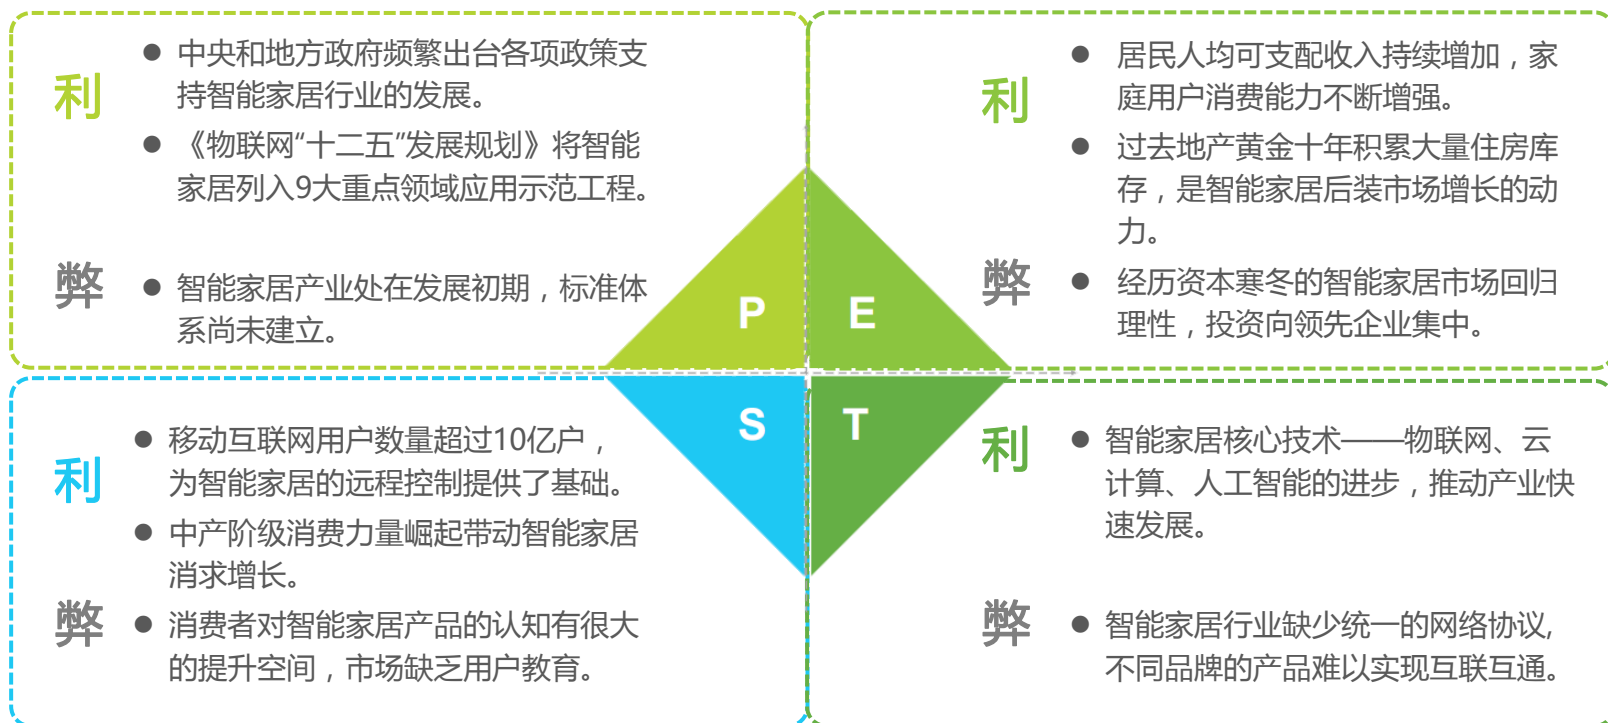 利
● 中央和地方政府频繁出台各项政策支
持智能家居行业的发展。
● 《物联网“十二五”发展规划》将智能
家居列入9大重点领域应用示范工程。
弊
● 智能家居产业处在发展初期，标准体
系尚未建立。
P
利
● 居民人均可支配收入持续增加，家
庭用户消费能力不断增强。
● 过去地产黄金十年积累大量住房库
存，是智能家居后装市场增长的动
力。
弊
● 经历资本寒冬的智能家居市场回归
理性，投资向领先企业集中。
E
利
● 移动互联网用户数量超过10亿户，
为智能家居的远程控制提供了基础。
● 中产阶级消费力量崛起带动智能家居
消求增长。
弊
● 消费者对智能家居产品的认知有很大
的提升空间，市场缺乏用户教育。
S
利
● 智能家居核心技术——物联网、云
计算、人工智能的进步，推动产业快
速发展。
弊
● 智能家居行业缺少统一的网络协议,
不同品牌的产品难以实现互联互通。
T